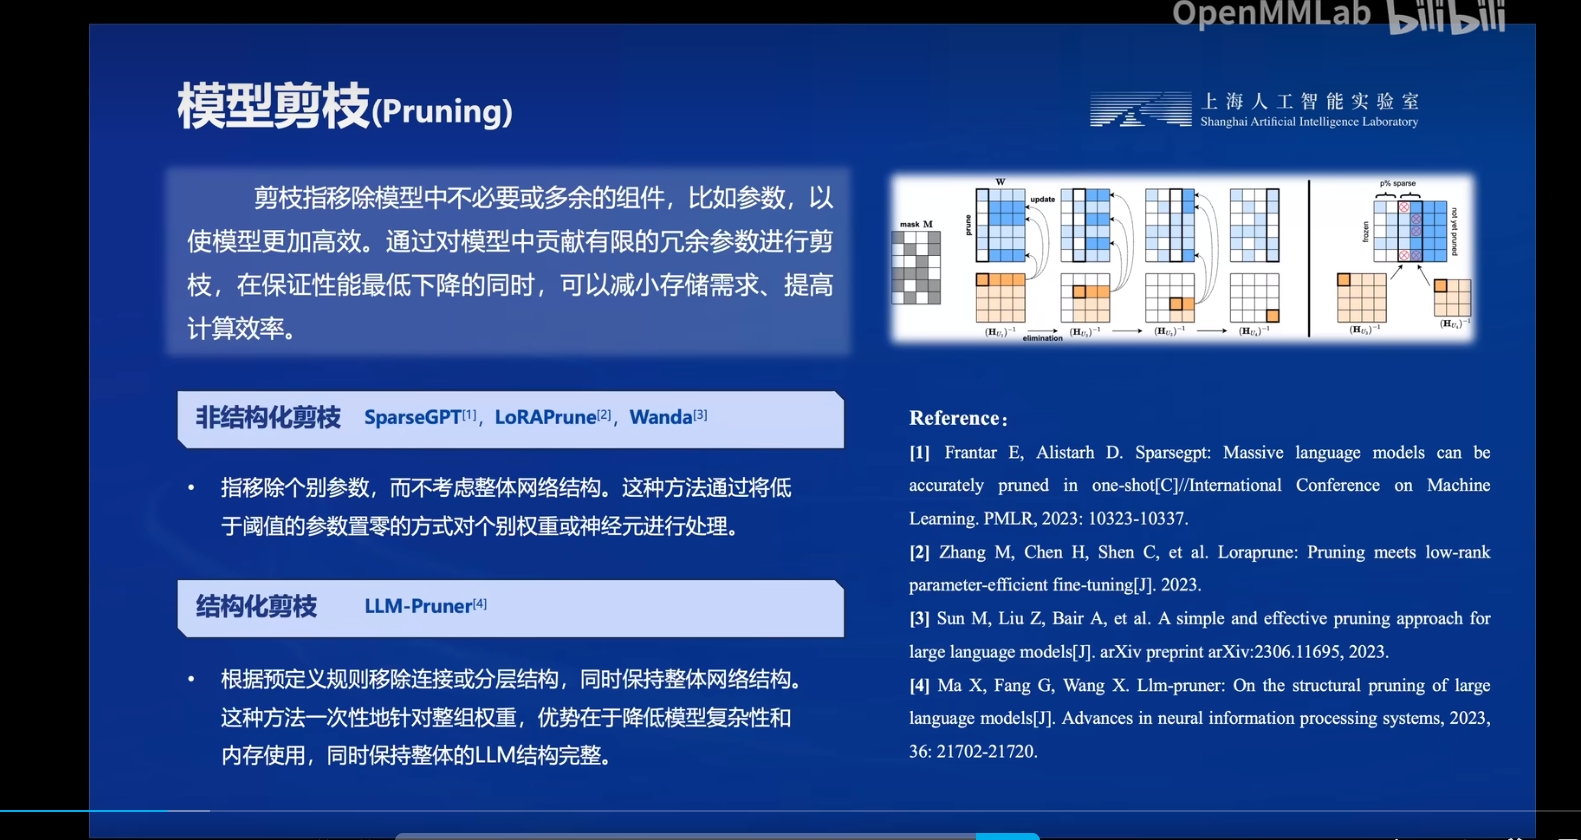 OpenMMLab bilibili
模型剪枝(Pruning)
上海人工智能实验室
Shanghai Artificial Intelligence Laboratory
剪枝指移除模型中不必要或多余的组件，比如参数，以
使模型更加高效。通过对模型中贡献有限的冗余参数进行剪
枝，在保证性能最低下降的同时，可以减小存储需求、提高
计算效率。
mask M
W
prune
update
(H_{U_1})^{-1}
elimination
(H_{U_2})^{-1}
(H_{U_3})^{-1}
(H_{U_4})^{-1}
p% sparse
frozen
not yet pruned
非结构化剪枝 SparseGPT[1]，LoRAPrune[2]，Wanda[3]
指移除个别参数，而不考虑整体网络结构。这种方法通过将低
于阈值的参数置零的方式对个别权重或神经元进行处理。
结构化剪枝 LLM-Pruner[4]
根据预定义规则移除连接或分层结构，同时保持整体网络结构。
这种方法一次性地针对整组权重，优势在于降低模型复杂性和
内存使用，同时保持整体的LLM结构完整。
Reference：
[1] Frantar E, Alistarh D. Sparsegpt: Massive language models can be
accurately pruned in one-shot[C]//International Conference on Machine
Learning. PMLR, 2023: 10323-10337.
[2] Zhang M, Chen H, Shen C, et al. Loraprune: Pruning meets low-rank
parameter-efficient fine-tuning[J]. 2023.
[3] Sun M, Liu Z, Bair A, et al. A simple and effective pruning approach for
large language models[J]. arXiv preprint arXiv:2306.11695, 2023.
[4] Ma X, Fang G, Wang X. Llm-pruner: On the structural pruning of large
language models[J]. Advances in neural information processing systems, 2023,
36: 21702-21720.